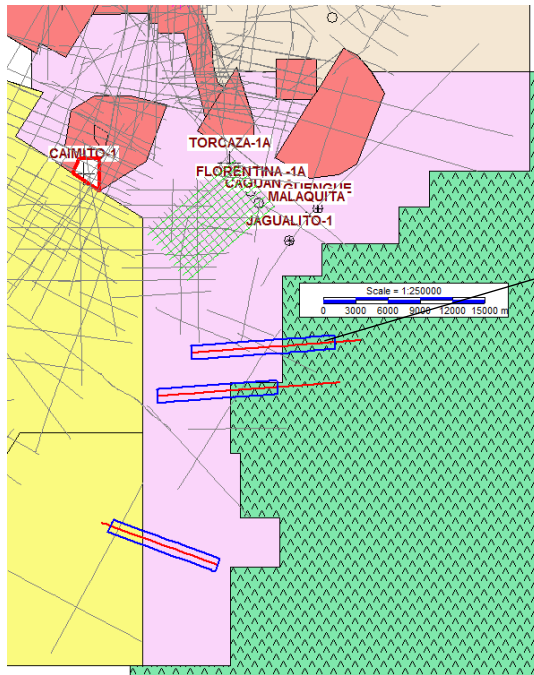 TORCAZA-1A
CAIMITO-1
FLORENTINA -1A
CAGUAN GUENGUE
MALAQUITA
JAGUALITO-1
Scale = 1:250000
0 3000 6000 9000 12000 15000 m